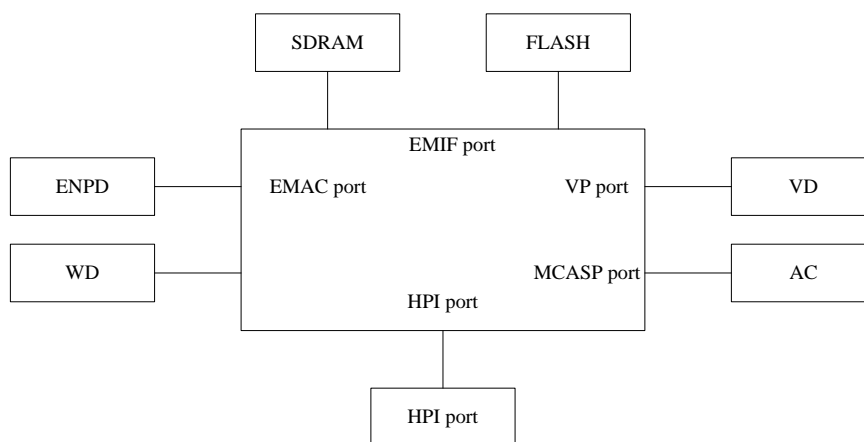 SDRAM
FLASH
EMIF port
ENPD
EMAC port
VP port
VD
WD
MCASP port
AC
HPI port
HPI port